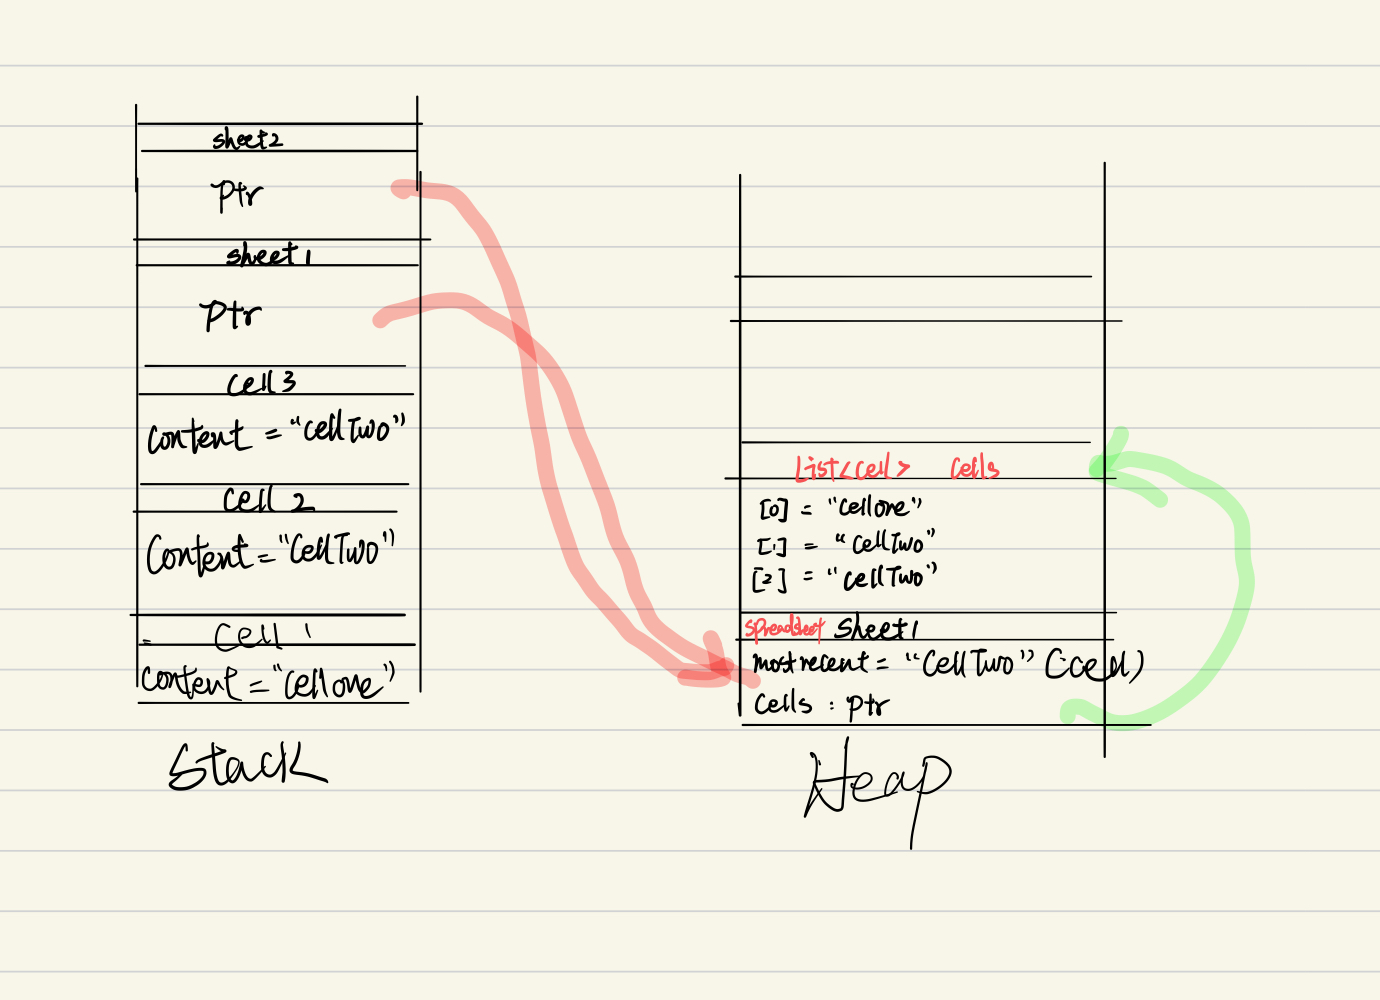 sheet2
Ptr
sheet1
Ptr
Cell3
Content = "CellTwo"
Cell 2
Content = "CellTwo"
- Cell 1
Content = "Cellone"
Stack
List<Cell> Cells
[0] = "Cellone"
[1] = "CellTwo"
[2] = "CellTwo"
Spreadsheet Sheet1
mostrecent = "CellTwo" (:Cell)
Cells : Ptr
Heap